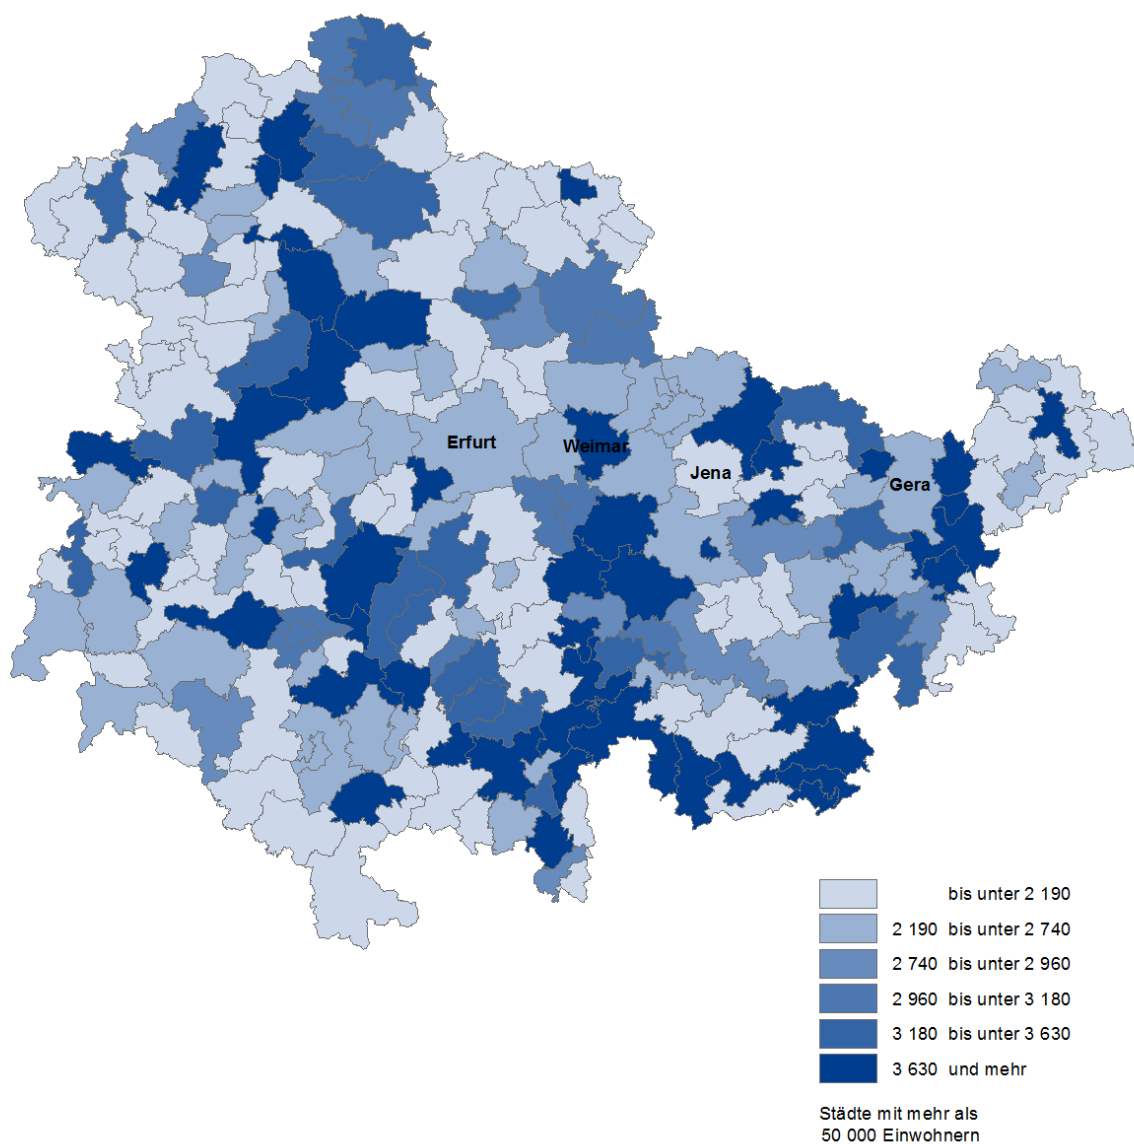 Erfurt
Weimar
Jena
Gera
bis unter 2 190
2 190 bis unter 2 740
2 740 bis unter 2 960
2 960 bis unter 3 180
3 180 bis unter 3 630
3 630 und mehr
Städte mit mehr als
50 000 Einwohnern